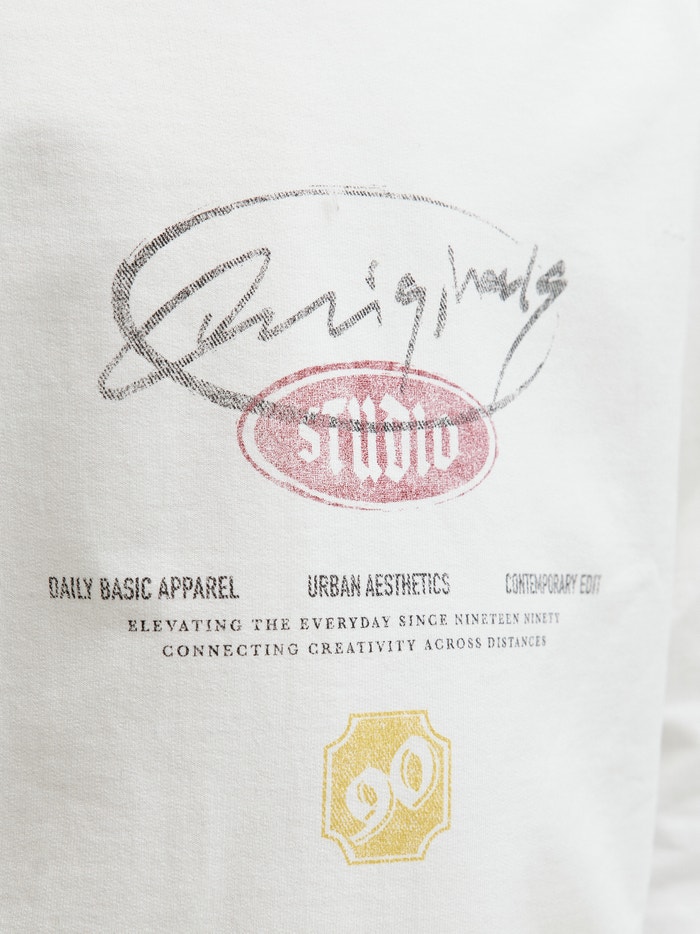 Originals
STUDIO
DAILY BASIC APPAREL URBAN AESTHETICS CONTEMPORARY EDIT
ELEVATING THE EVERYDAY SINCE NINETEEN NINETY
CONNECTING CREATIVITY ACROSS DISTANCES
90